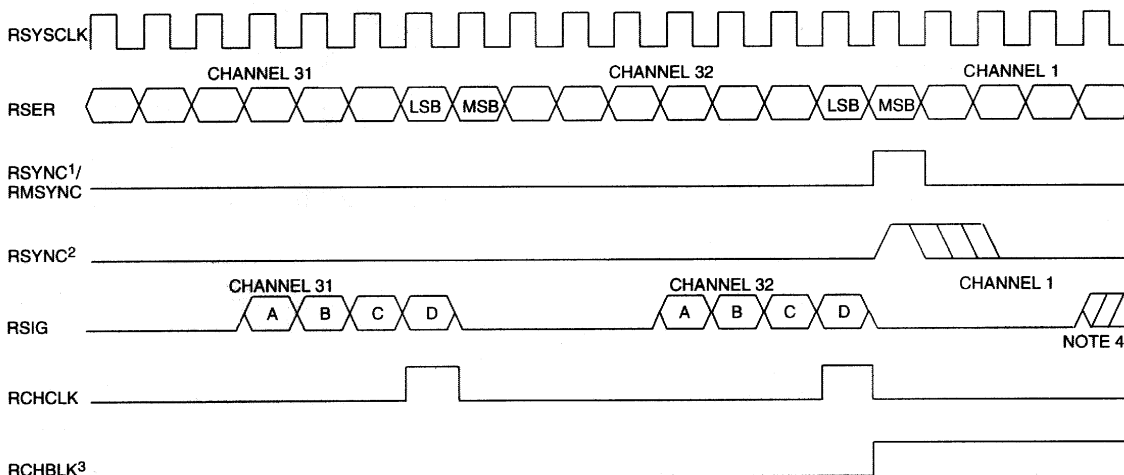 RSYSCLK
CHANNEL 31 CHANNEL 32 CHANNEL 1
RSER LSB MSB LSB MSB
RSYNC1/
RMSYNC
RSYNC2
CHANNEL 31 CHANNEL 32 CHANNEL 1
RSIG A B C D A B C D
NOTE 4
RCHCLK
RCHBLK3